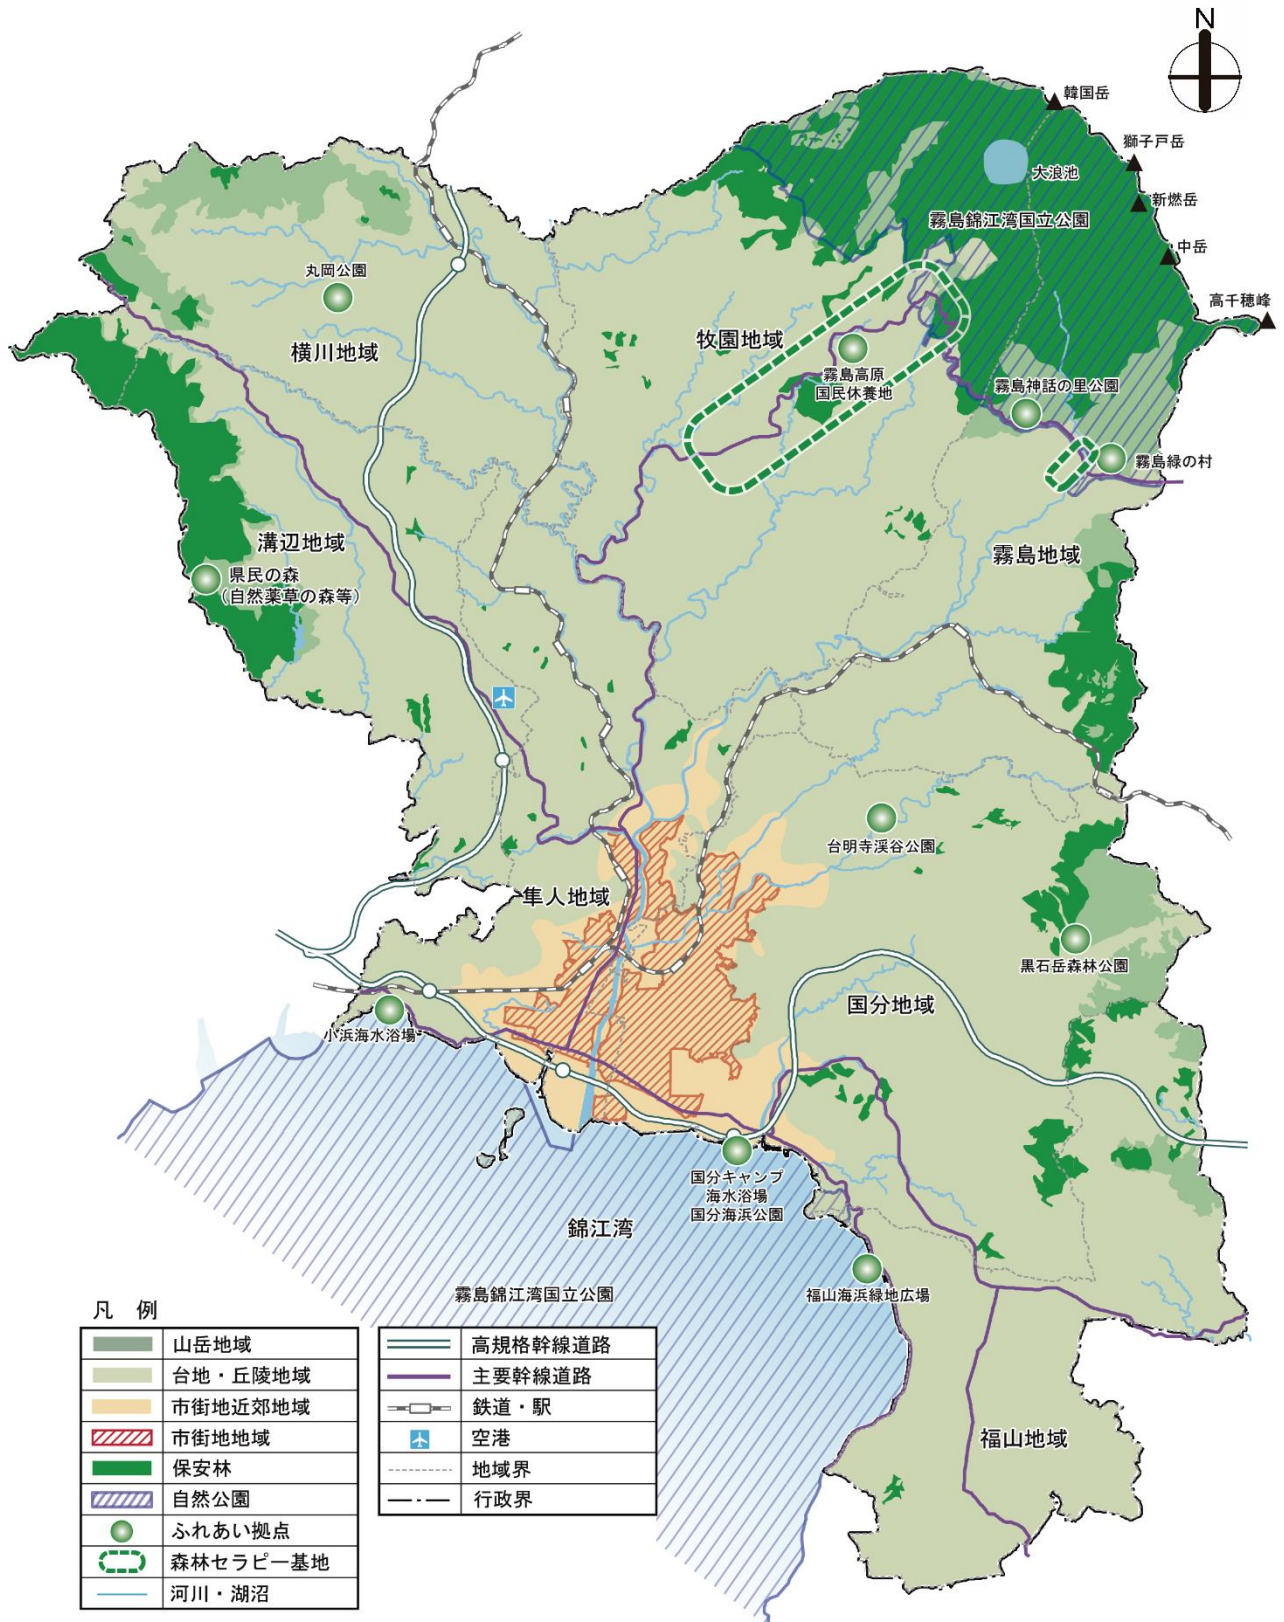 N
韓国岳
獅子戸岳
大浪池
新燃岳
霧島錦江湾国立公園
中岳
高千穂峰
丸岡公園
横川地域
牧園地域
霧島高原
国民休養地
霧島神話の里公園
霧島緑の村
溝辺地域
霧島地域
県民の森
（自然薬草の森等）
台明寺渓谷公園
隼人地域
黒石岳森林公園
国分地域
小浜海水浴場
国分キャンプ
海水浴場
国分海浜公園
錦江湾
福山海浜緑地広場
霧島錦江湾国立公園
福山地域
凡 例
山岳地域
台地・丘陵地域
市街地近郊地域
市街地地域
保安林
自然公園
ふれあい拠点
森林セラピー基地
河川・湖沼
高規格幹線道路
主要幹線道路
鉄道・駅
空港
地域界
行政界